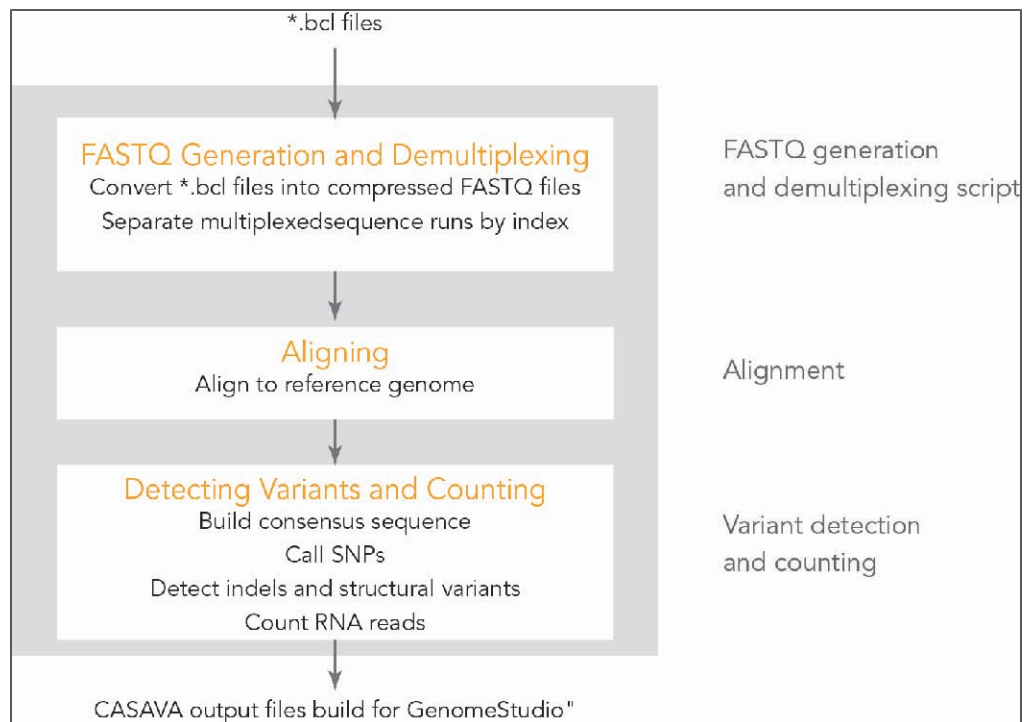 *.bcl files
FASTQ Generation and Demultiplexing
Convert *.bcl files into compressed FASTQ files
Separate multiplexedsequence runs by index
FASTQ generation
and demultiplexing script
Aligning
Align to reference genome
Alignment
Detecting Variants and Counting
Build consensus sequence
Call SNPs
Detect indels and structural variants
Count RNA reads
Variant detection
and counting
CASAVA output files build for GenomeStudio"